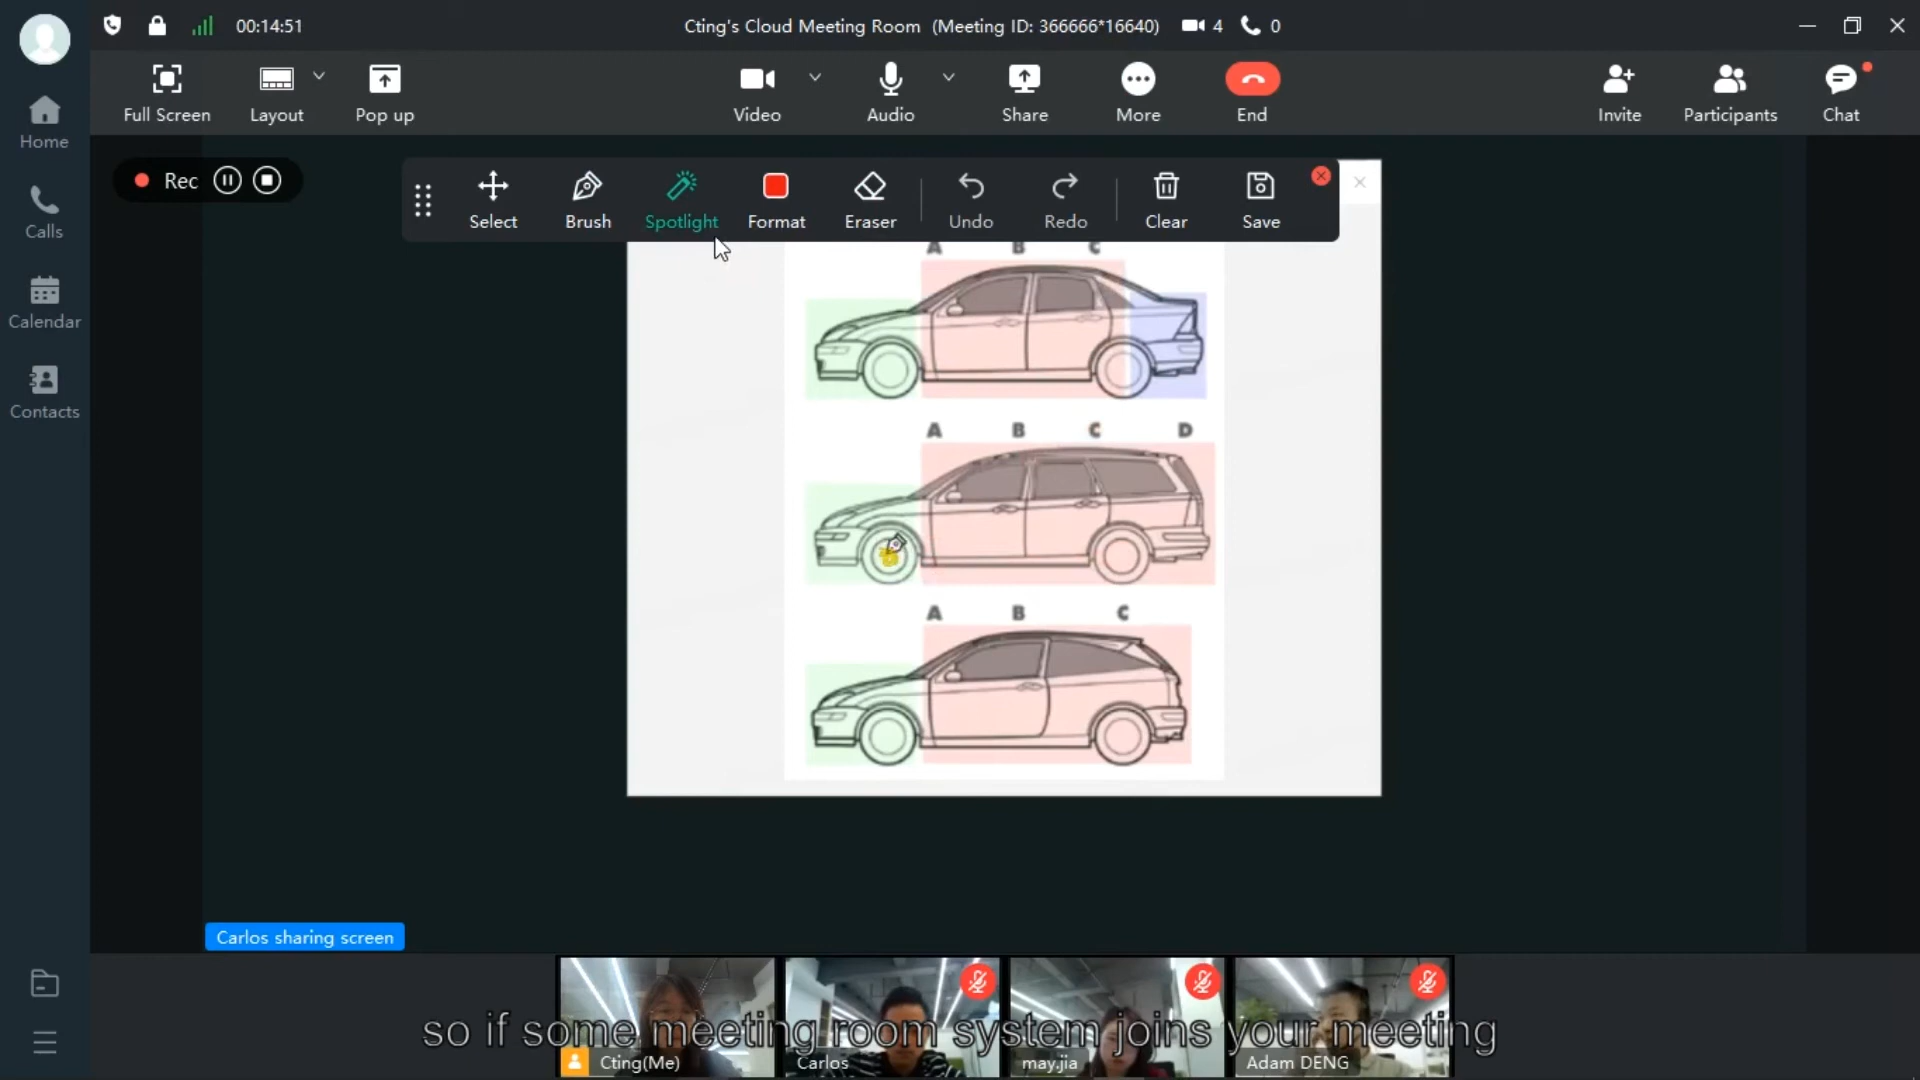 00:14:51
Cting's Cloud Meeting Room (Meeting ID: 366666*16640) 4 0
Full Screen Layout Pop up Video Audio Share More End Invite Participants Chat
Home
Calls
Calendar
Contacts
Rec
Select Brush Spotlight Format Eraser Undo Redo Clear Save
A B C
A B C D
A B C
Carlos sharing screen
so if some meeting room system joins your meeting
Cting(Me) Carlos may.jia Adam DENG